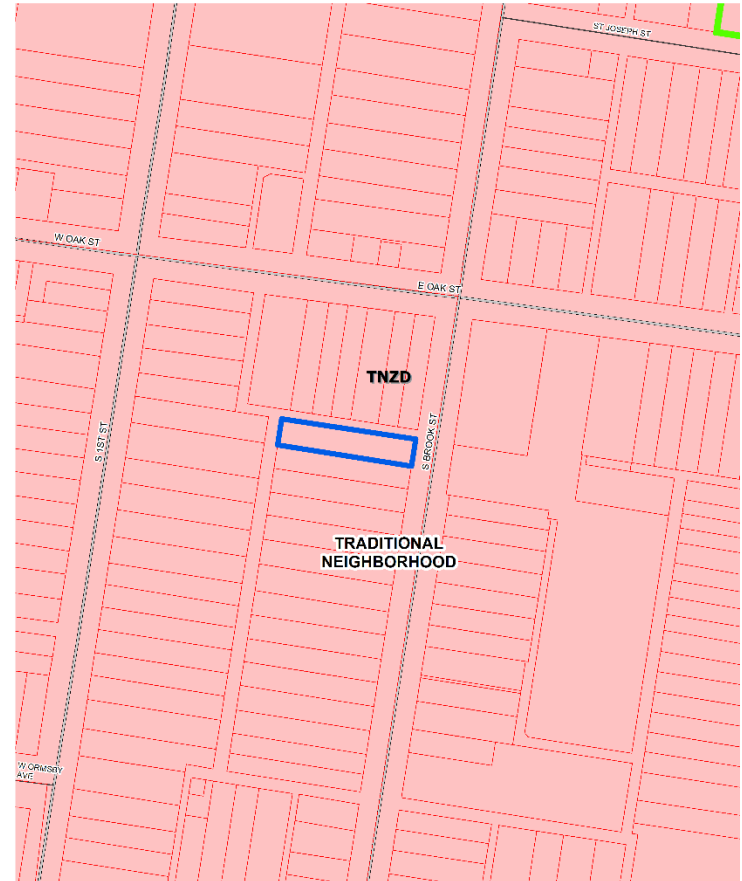 ST JOSEPH ST
W OAK ST
E OAK ST
TNZD
S 1ST ST
S BROOK ST
TRADITIONAL
NEIGHBORHOOD
W ORMSBY
AVE